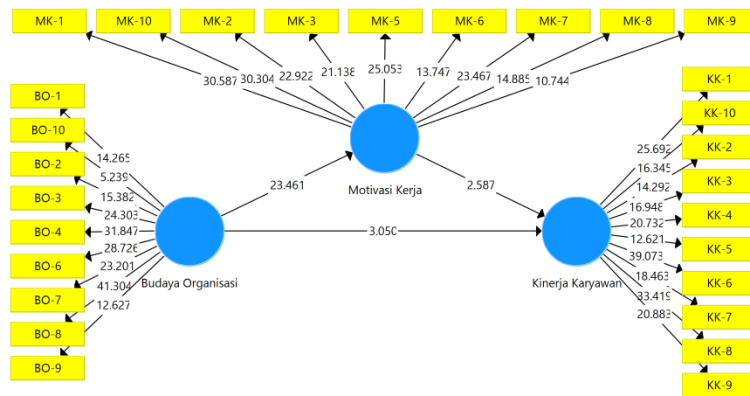 MK-1 MK-10 MK-2 MK-3 MK-5 MK-6 MK-7 MK-8 MK-9
30.587 30.304 22.922 21.138 25.053 13.747 23.467 14.885 10.744
Motivasi Kerja
BO-1
BO-10
BO-2
BO-3
BO-4
BO-6
BO-7
BO-8
BO-9
14.265
5.239
15.382
24.303
31.847
28.726
23.201
41.304
12.627
Budaya Organisasi
23.461
2.587
3.050
Kinerja Karyawan
25.692
16.345
14.292
16.948
20.732
12.621
39.073
18.463
33.419
20.883
KK-1
KK-10
KK-2
KK-3
KK-4
KK-5
KK-6
KK-7
KK-8
KK-9